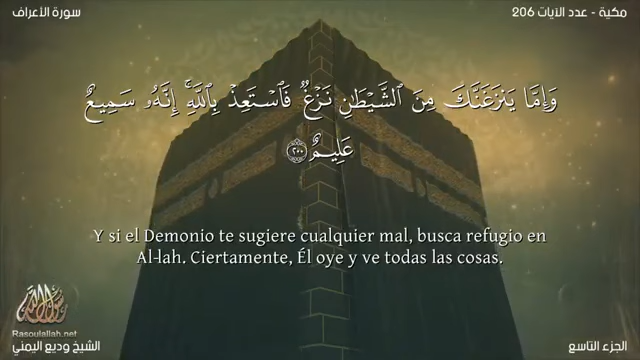 سورة الأعراف
مكية - عدد الآيات 206
وَإِمَّا يَنزَغَنَّكَ مِنَ ٱلشَّيْطَٰنِ نَزْغٌ فَٱسْتَعِذْ بِٱللَّهِ ۚ إِنَّهُۥ سَمِيعٌ
عَلِيمٌ ٢٠٠
Y si el Demonio te sugiere cualquier mal, busca refugio en
Al-lah. Ciertamente, Él oye y ve todas las cosas.
رسول الله
Rasoulallah.net
الشيخ وديع اليمني
الجزء التاسع